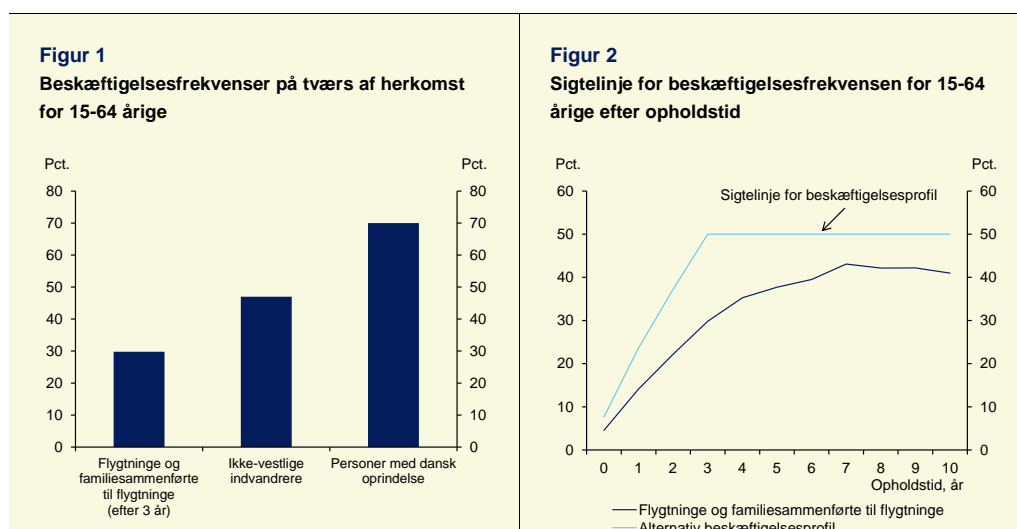 Figur 1
Beskæftigelsesfrekvenser på tværs af herkomst
for 15-64 årige
Pct.
Pct.
80
70
60
50
40
30
20
10
0
80
70
60
50
40
30
20
10
0
Flygtninge og
familiesammenførte
til flygtninge
(efter 3 år)
Ikke-vestlige
indvandrere
Personer med dansk
oprindelse
Figur 2
Sigtelinje for beskæftigelsesfrekvensen for 15-64
årige efter opholdstid
Pct.
Pct.
60
50
40
30
20
10
0
60
50
40
30
20
10
0
Sigtelinje for beskæftigelsesprofil
0 1 2 3 4 5 6 7 8 9 10
Opholdstid, år
Flygtninge og familiesammenførte til flygtninge
Alternativ beskæftigelsesprofil